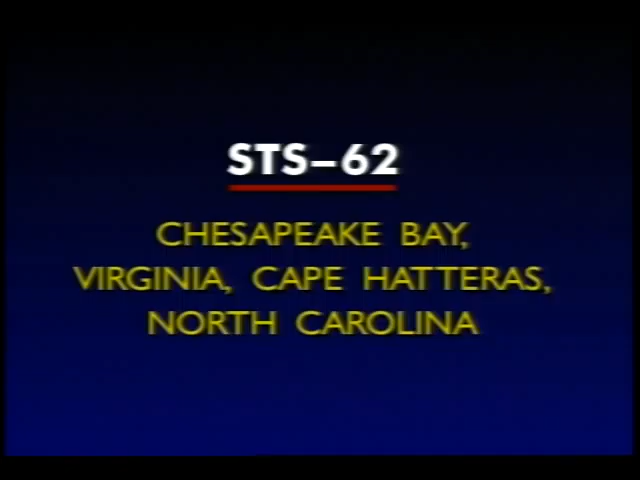 STS-62
CHESAPEAKE BAY,
VIRGINIA, CAPE HATTERAS,
NORTH CAROLINA